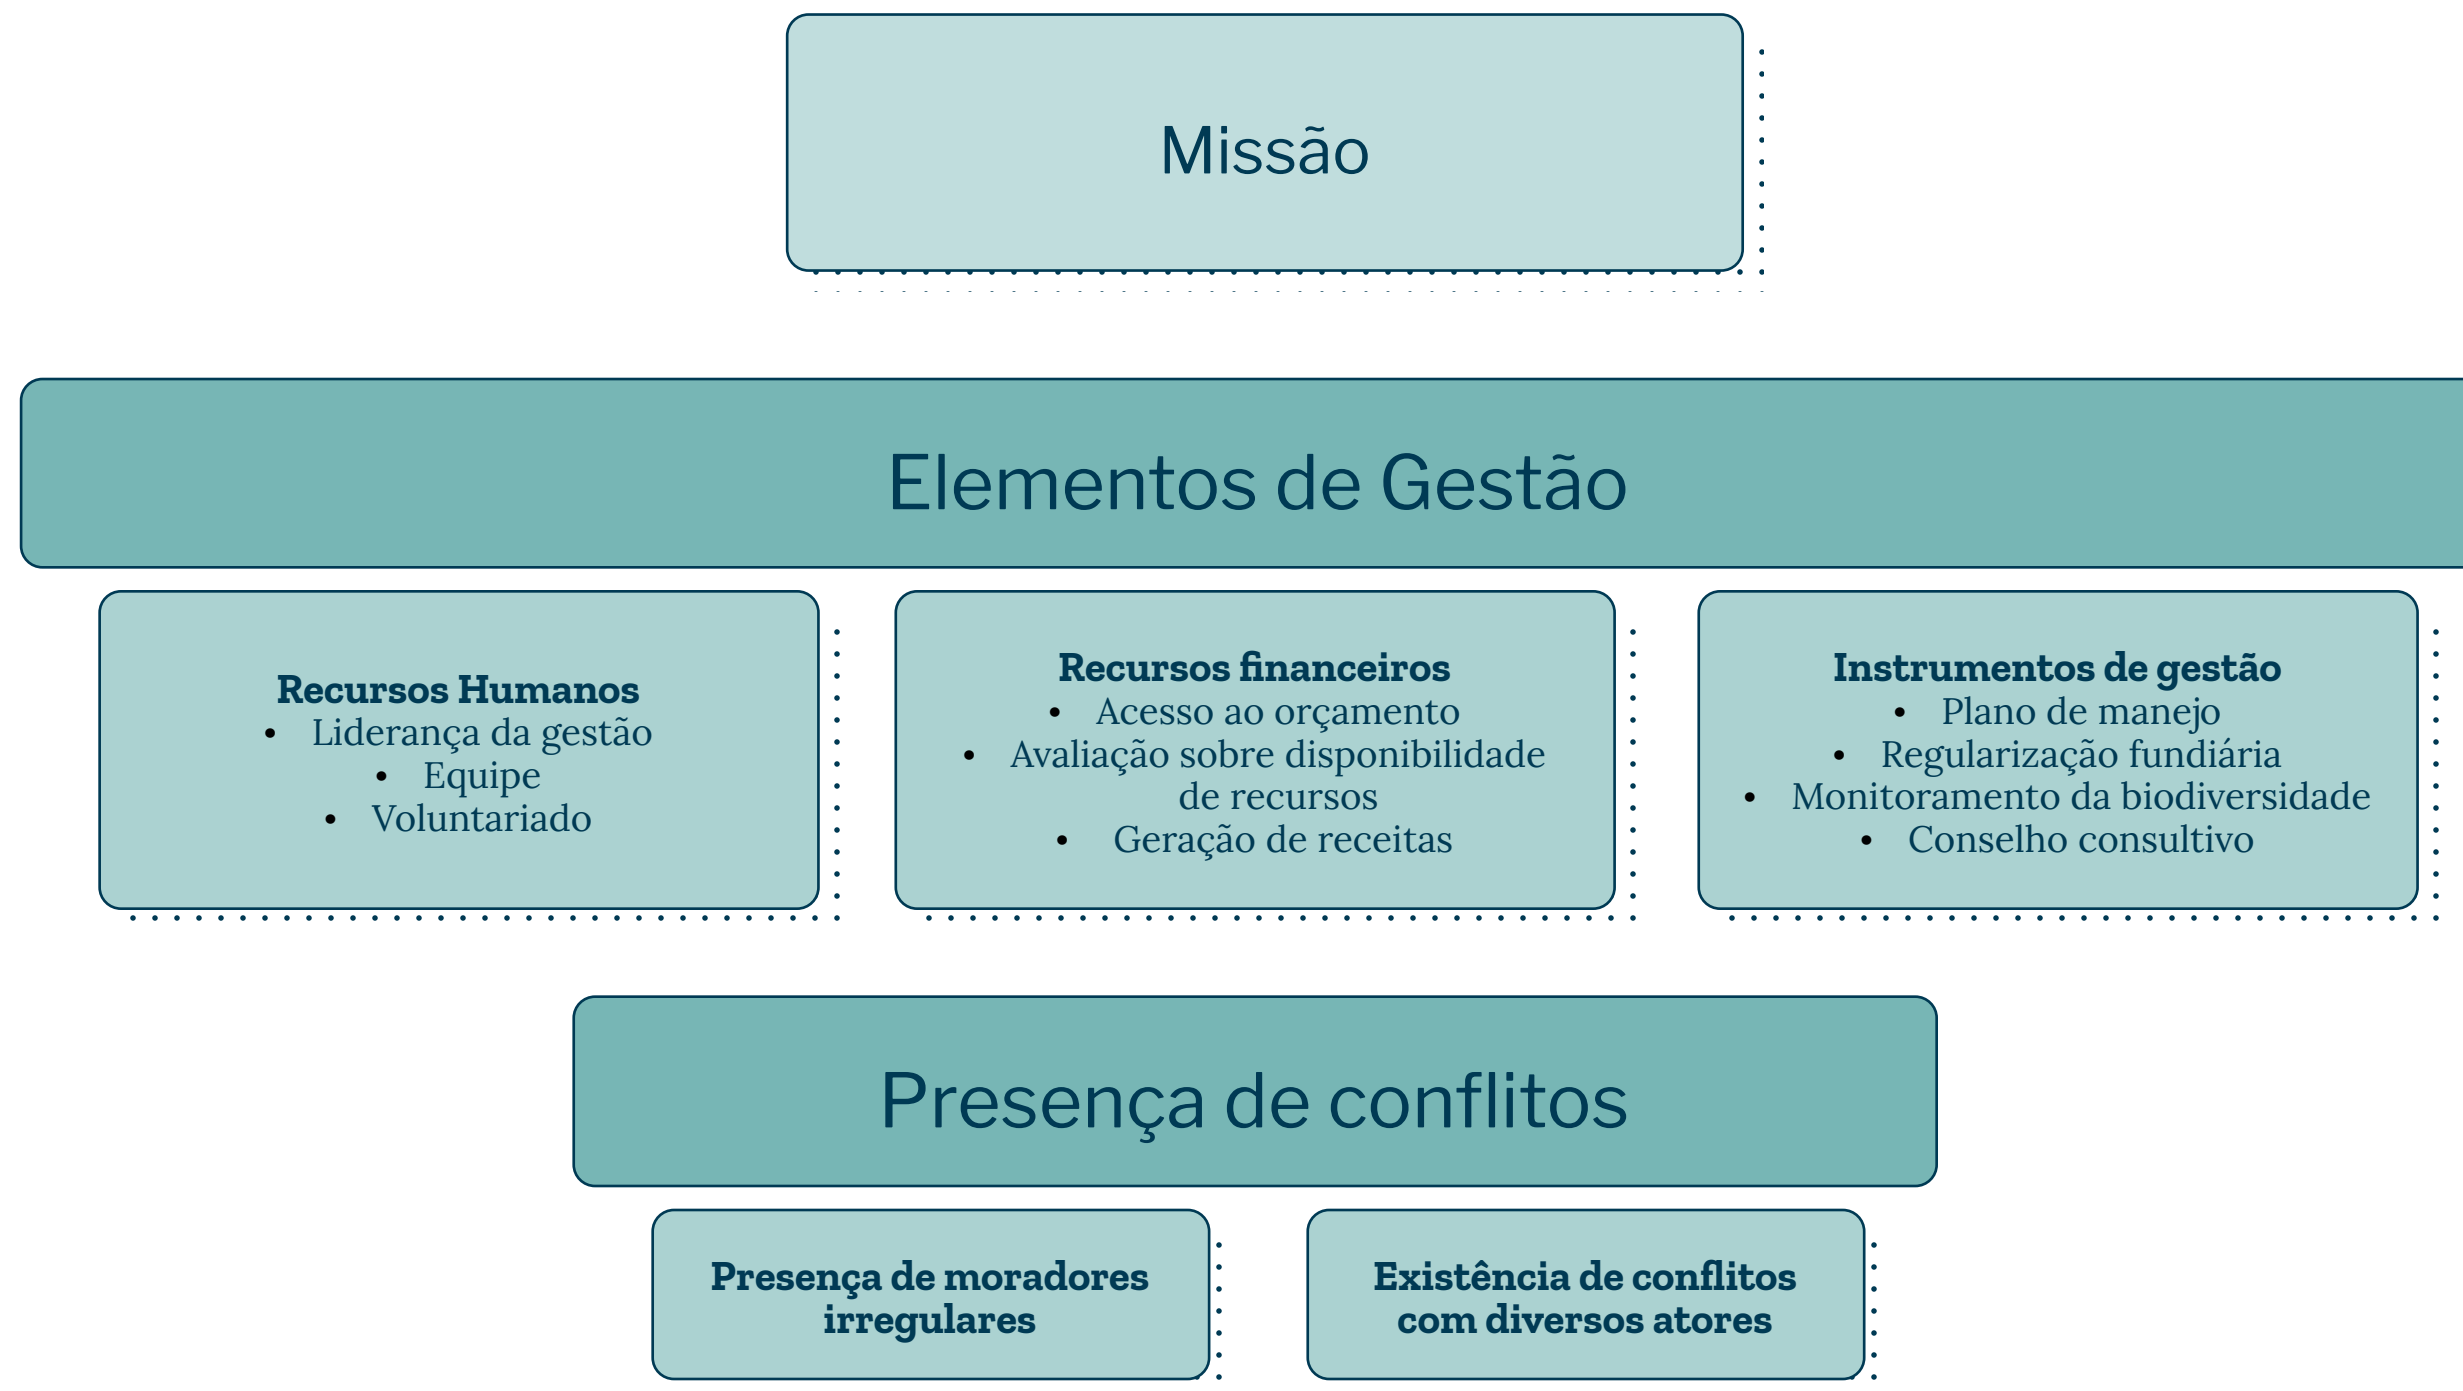 Missão
Elementos de Gestão
Recursos Humanos
• Liderança da gestão
• Equipe
• Voluntariado
Recursos financeiros
• Acesso ao orçamento
• Avaliação sobre disponibilidade
de recursos
• Geração de receitas
Instrumentos de gestão
• Plano de manejo
• Regularização fundiária
• Monitoramento da biodiversidade
• Conselho consultivo
Presença de conflitos
Presença de moradores
irregulares
Existência de conflitos
com diversos atores